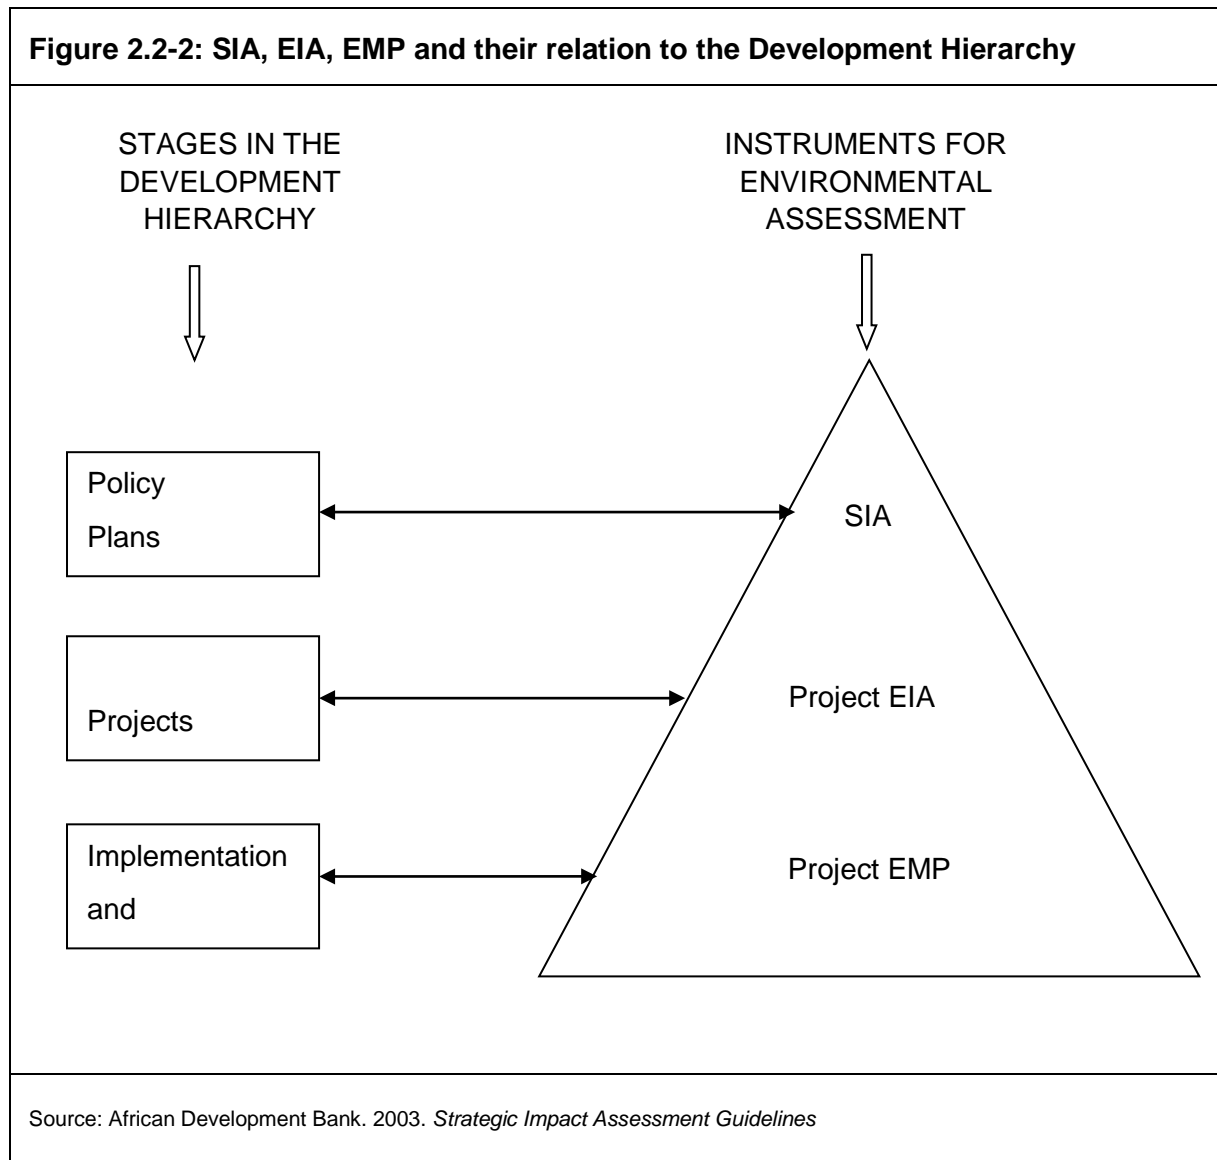 Figure 2.2-2: SIA, EIA, EMP and their relation to the Development Hierarchy
STAGES IN THE
DEVELOPMENT
HIERARCHY
INSTRUMENTS FOR
ENVIRONMENTAL
ASSESSMENT
Policy
Plans
SIA
Projects
Project EIA
Implementation
and
Project EMP
Source: African Development Bank. 2003. Strategic Impact Assessment Guidelines